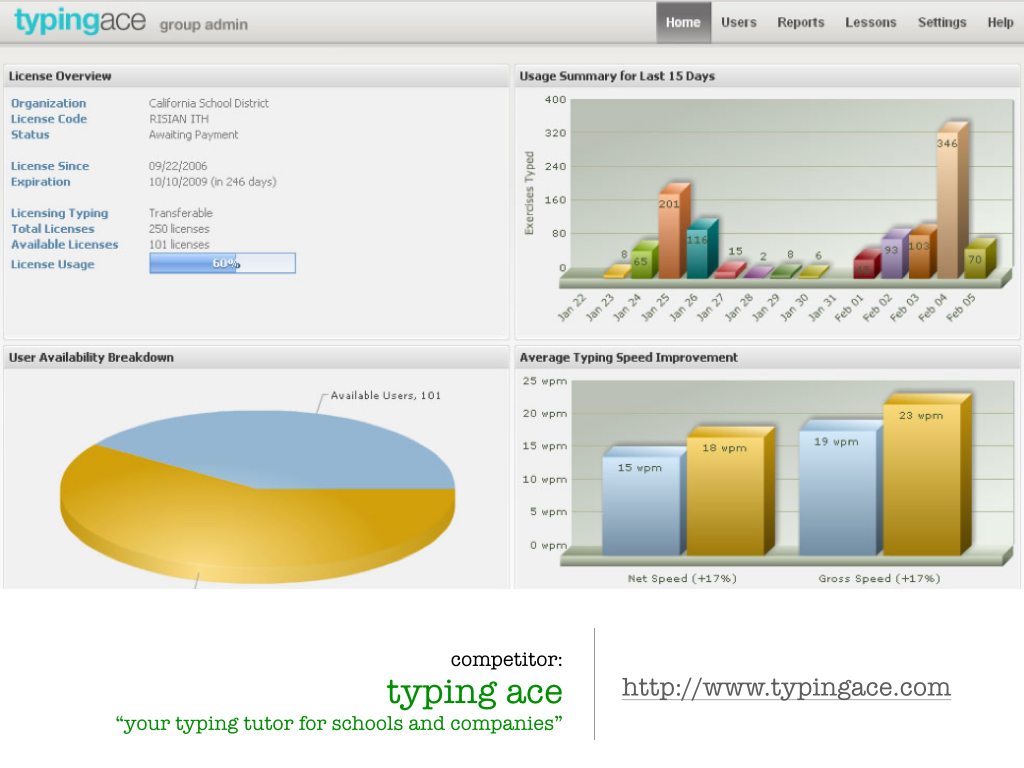 typingace group admin
Home Users Reports Lessons Settings Help
License Overview
Organization California School District
License Code RISIAN ITH
Status Awaiting Payment
License Since 09/22/2006
Expiration 10/10/2009 (in 246 days)
Licensing Typing Transferable
Total Licenses 250 licenses
Available Licenses 101 licenses
License Usage 60%
Usage Summary for Last 15 Days
Exercises Typed
400
320
240
160
80
0
8 65 201 116 15 2 8 6 93 103 346 70
Jan 22 Jan 23 Jan 24 Jan 25 Jan 26 Jan 27 Jan 28 Jan 29 Jan 30 Jan 31 Feb 01 Feb 02 Feb 03 Feb 04 Feb 05
User Availability Breakdown
Available Users, 101
Average Typing Speed Improvement
25 wpm
20 wpm
15 wpm
10 wpm
5 wpm
0 wpm
15 wpm 18 wpm 19 wpm 23 wpm
Net Speed (+17%) Gross Speed (+17%)
competitor:
typing ace
“your typing tutor for schools and companies”
http://www.typingace.com